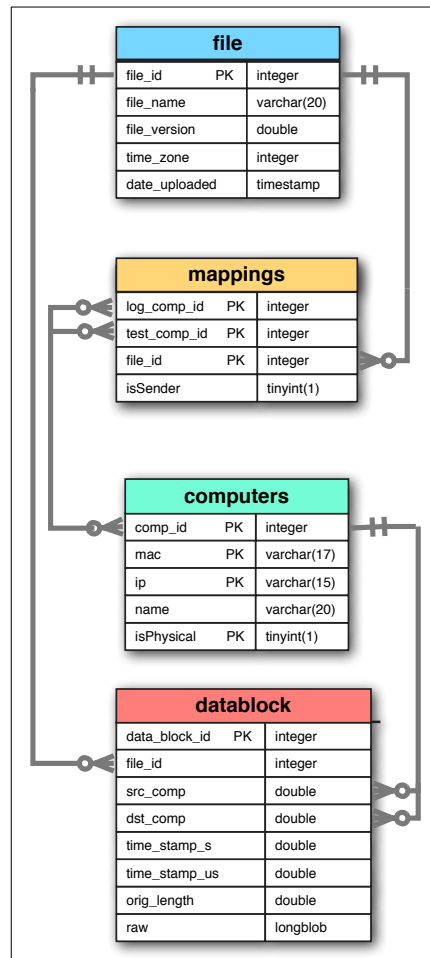 file
file_id PK integer
file_name varchar(20)
file_version double
time_zone integer
date_uploaded timestamp
mappings
log_comp_id PK integer
test_comp_id PK integer
file_id PK integer
isSender tinyint(1)
computers
comp_id PK integer
mac PK varchar(17)
ip PK varchar(15)
name varchar(20)
isPhysical PK tinyint(1)
datablock
data_block_id PK integer
file_id integer
src_comp double
dst_comp double
time_stamp_s double
time_stamp_us double
orig_length double
raw longblob